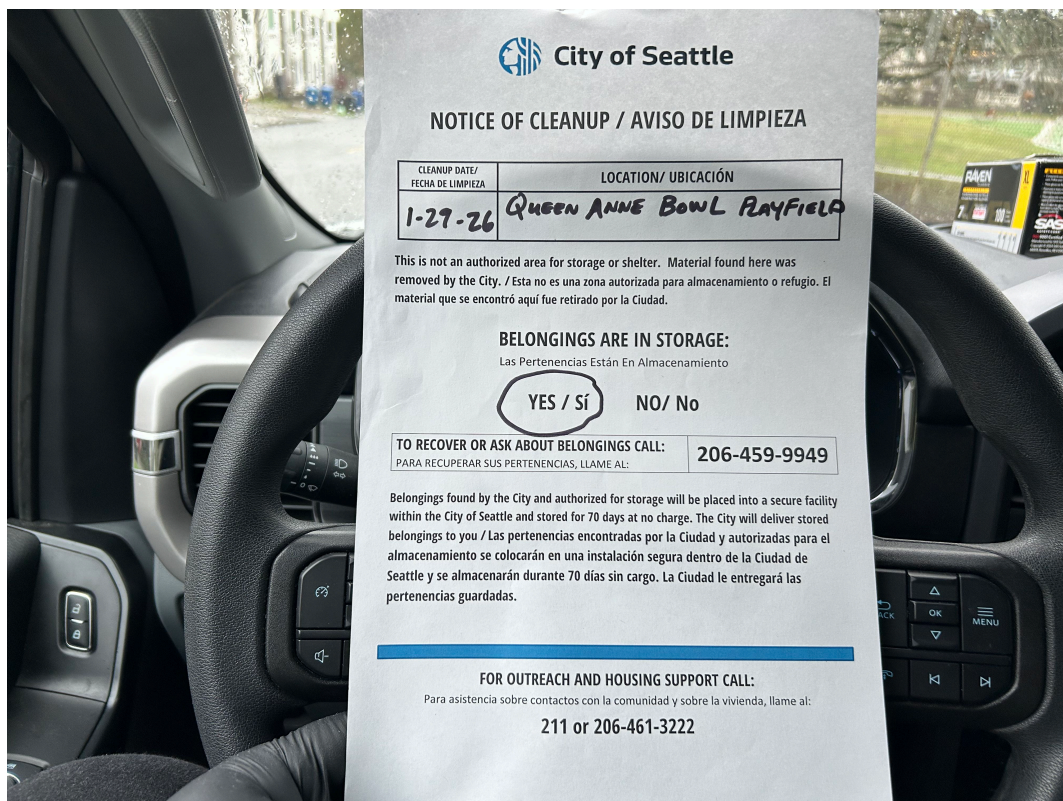 City of Seattle
NOTICE OF CLEANUP / AVISO DE LIMPIEZA
CLEANUP DATE/
FECHA DE LIMPIEZA
LOCATION/ UBICACIÓN
1-27-26
QUEEN ANNE BOWL PLAYFIELD
This is not an authorized area for storage or shelter. Material found here was
removed by the City. / Esta no es una zona autorizada para almacenamiento o refugio. El
material que se encontró aquí fue retirado por la Ciudad.
BELONGINGS ARE IN STORAGE:
Las Pertenencias Están En Almacenamiento
YES / Sí NO/ No
TO RECOVER OR ASK ABOUT BELONGINGS CALL:
PARA RECUPERAR SUS PERTENENCIAS, LLAME AL:
206-459-9949
Belongings found by the City and authorized for storage will be placed into a secure facility
within the City of Seattle and stored for 70 days at no charge. The City will deliver stored
belongings to you / Las pertenencias encontradas por la Ciudad y autorizadas para el
almacenamiento se colocarán en una instalación segura dentro de la Ciudad de
Seattle y se almacenarán durante 70 días sin cargo. La Ciudad le entregará las
pertenencias guardadas.
FOR OUTREACH AND HOUSING SUPPORT CALL:
Para asistencia sobre contactos con la comunidad y sobre la vivienda, llame al:
211 or 206-461-3222
RAVEN
XL
7
100
SAS
OK
MENU